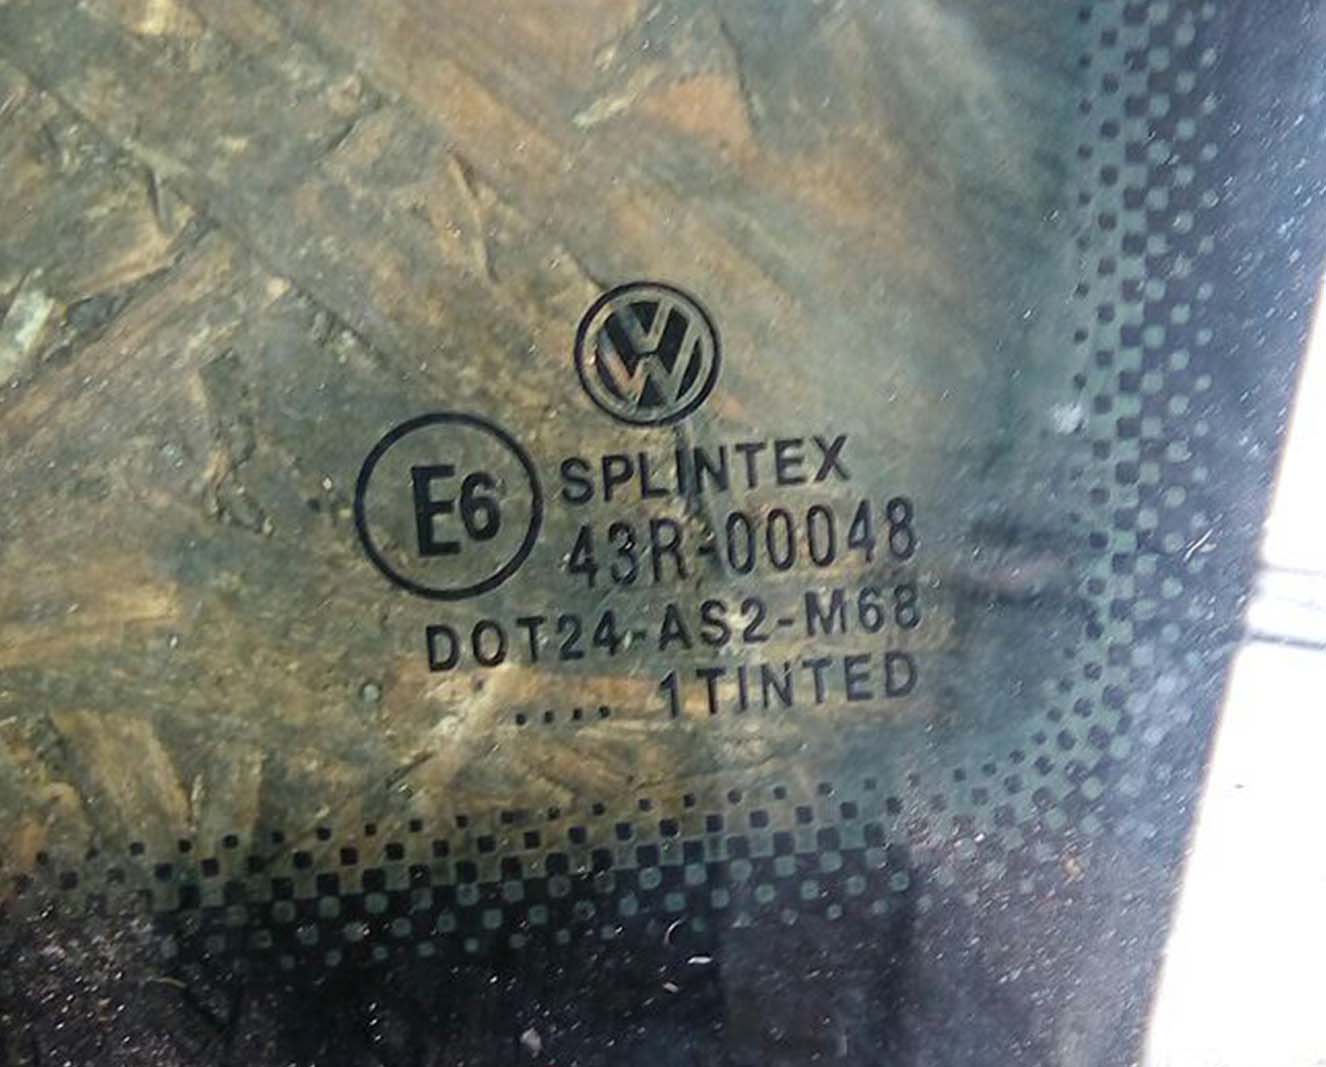 E6
SPLINTEX
43R-00048
DOT24-AS2-M68
.... 1TINTED